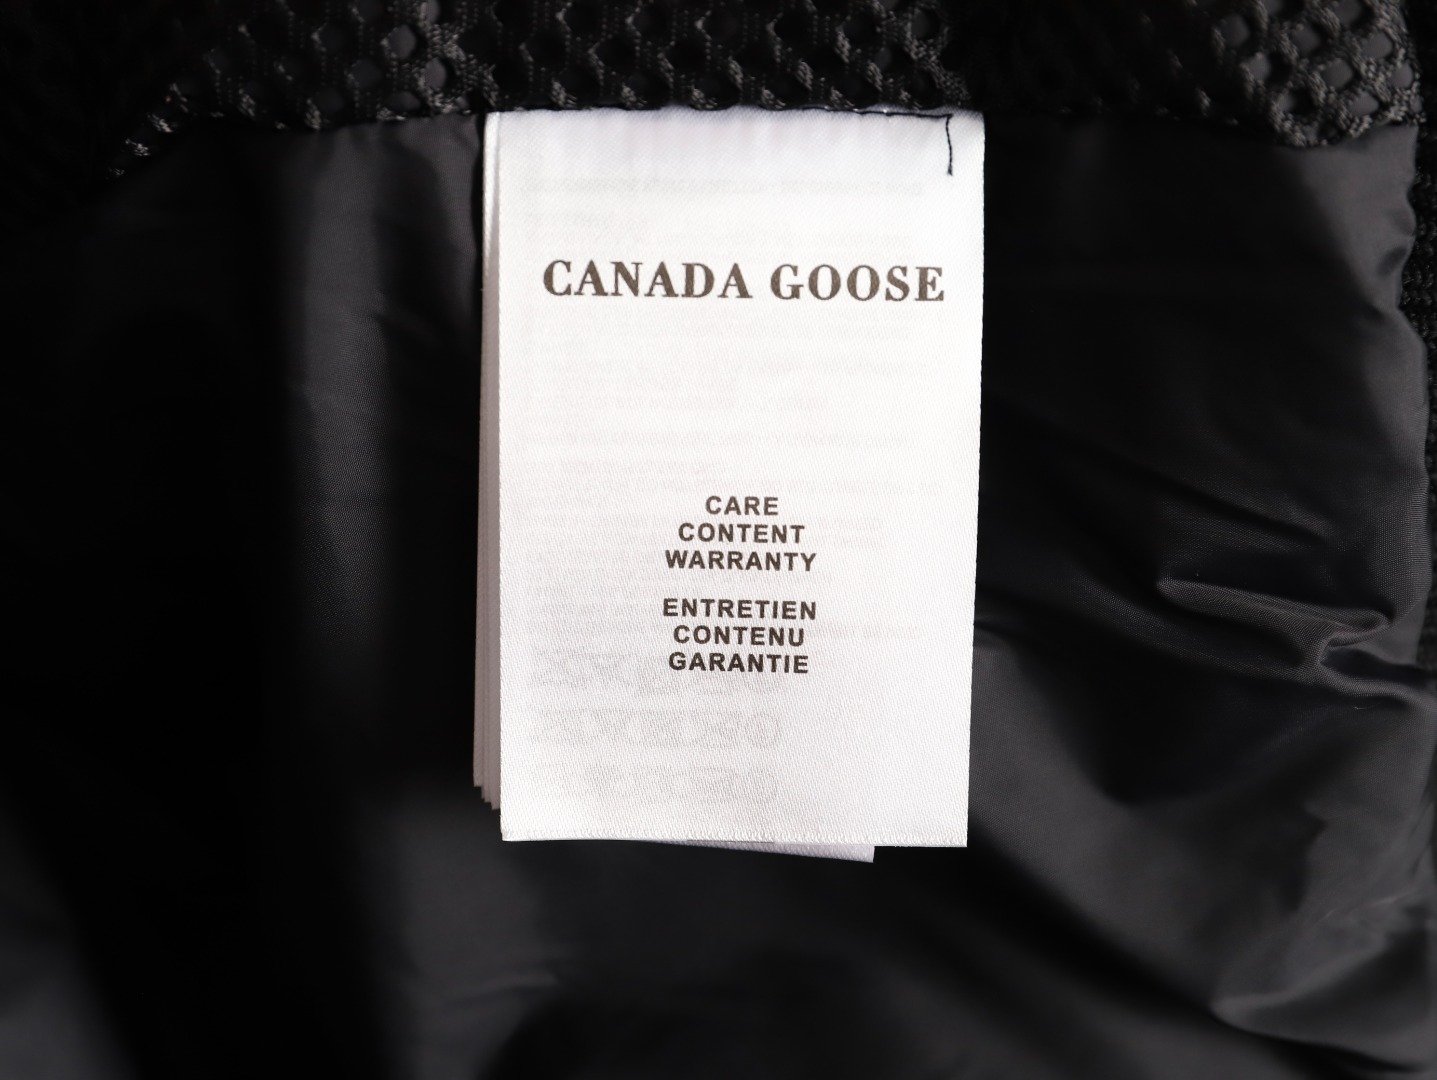 CANADA GOOSE
CARE
CONTENT
WARRANTY
ENTRETIEN
CONTENU
GARANTIE